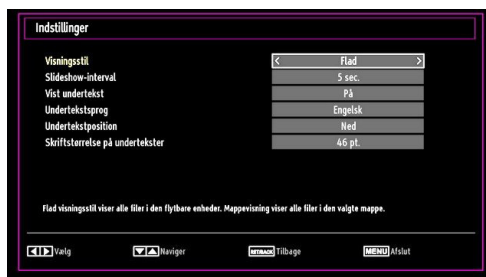 Indstillinger
Visningsstil < Flad >
Slideshow-interval 5 sec.
Vist undertekst På
Undertekstsprog Engelsk
Undertekstposition Ned
Skriftstørrelse på undertekster 46 pt.
Flad visningsstil viser alle filer i den flytbare enheder. Mappevisning viser alle filer i den valgte mappe.
Vælg Naviger RET/BACK Tilbage MENU Afslut